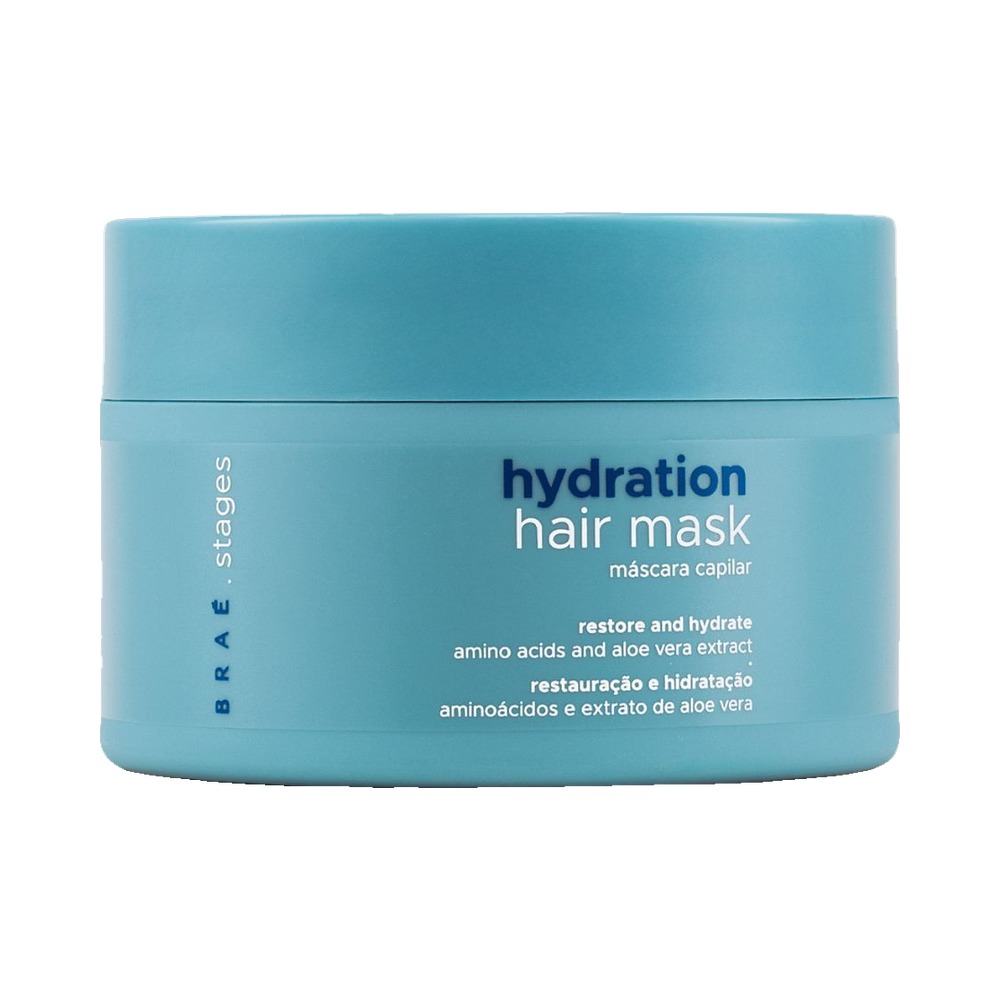 BRAÉ . stages
hydration
hair mask
máscara capilar
restore and hydrate
amino acids and aloe vera extract
restauração e hidratação
aminoácidos e extrato de aloe vera